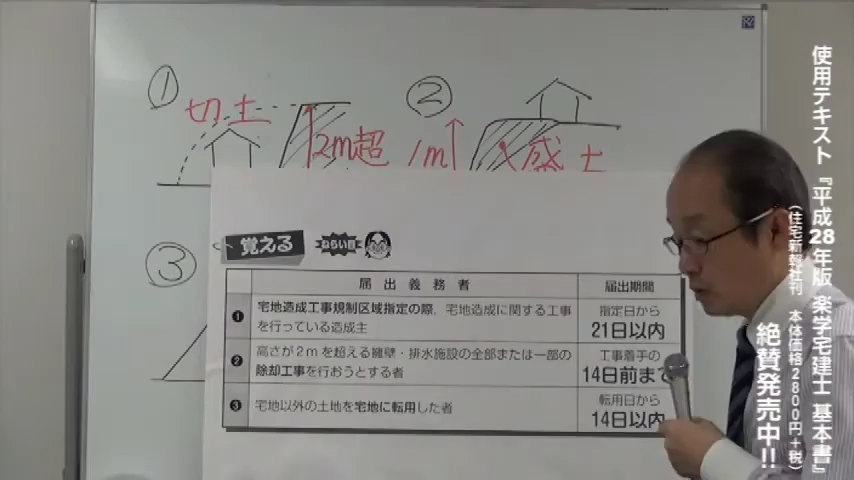 ①
切土
2m超
②
1m
盛土
③
覚える
ねらい目
届出義務者
届出期間
❶
宅地造成工事規制区域指定の際、宅地造成に関する工事
を行っている造成主
指定日から
21日以内
❷
高さが2mを超える擁壁・排水施設の全部または一部の
除却工事を行おうとする者
工事着手の
14日前まで
❸
宅地以外の土地を宅地に転用した者
転用日から
14日以内
使用テキスト『平成28年版 楽学宅建士 基本書』
(住宅新報社刊 本体価格2800円+税)
絶賛発売中!!